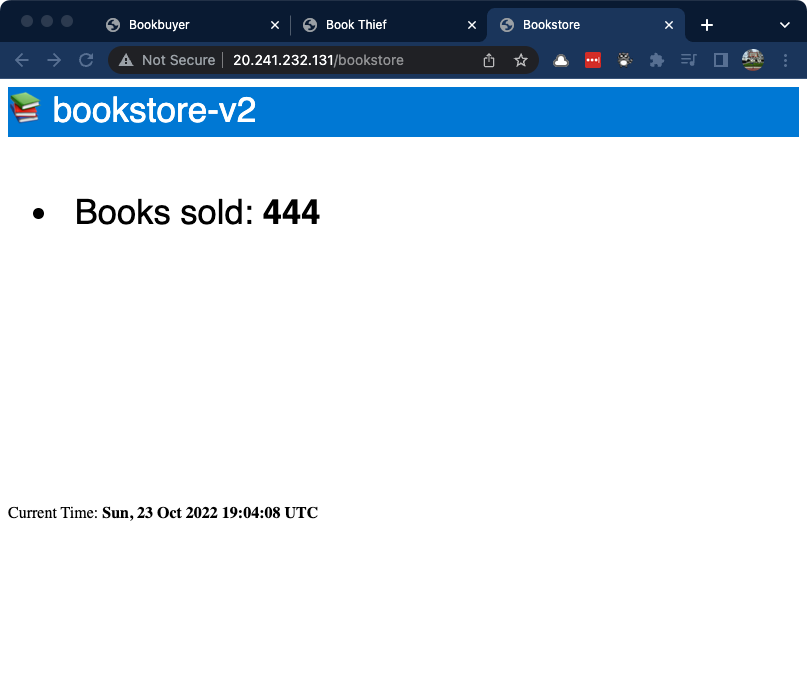 Bookbuyer
Book Thief
Bookstore
Not Secure
20.241.232.131/bookstore
bookstore-v2
Books sold: 444
Current Time: Sun, 23 Oct 2022 19:04:08 UTC